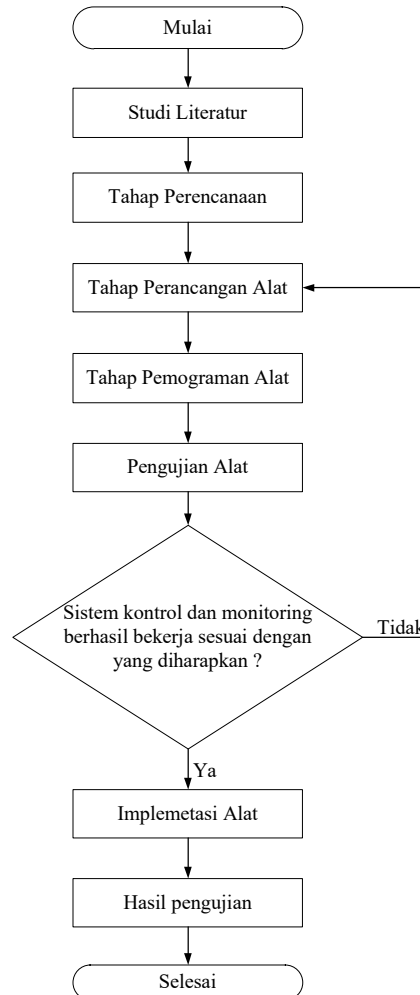 Mulai
Studi Literatur
Tahap Perencanaan
Tahap Perancangan Alat
Tahap Pemograman Alat
Pengujian Alat
Sistem kontrol dan monitoring
berhasil bekerja sesuai dengan
yang diharapkan ?
Tidak
Ya
Implemetasi Alat
Hasil pengujian
Selesai